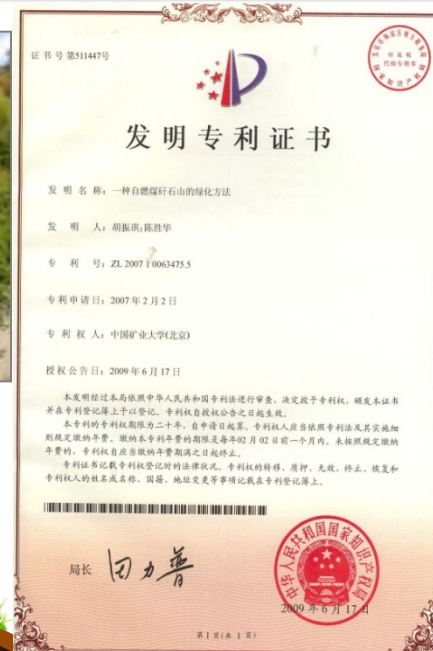 证书号第511447号
发明专利证书
发明名称:一种自燃煤矸石山的绿化方法
发明人:胡振琪;陈胜华
专利号:ZL 2007 1 0063475.5
专利申请日:2007年2月2日
专利权人:中国矿业大学(北京)
授权公告日:2009年6月17日
本发明经过本局依照中华人民共和国专利法进行审查,决定授予专利权,颁发本证书
并在专利登记簿上予以登记。专利权自授权公告之日起生效。
本专利的专利权期限为二十年,自申请日起算。专利权人应当依照专利法及其实施细
则规定缴纳年费。缴纳本专利年费的期限是每年02月02日前一个月内。未按照规定缴纳
年费的,专利权自应当缴纳年费期满之日起终止。
专利证书记载专利权登记时的法律状况。专利权的转移、质押、无效、终止、恢复和
专利权人的姓名或名称、国籍、地址变更等事项记载在专利登记簿上。
局长 田力普
中华人民共和国国家知识产权局
2009年6月17日
第1页(共1页)